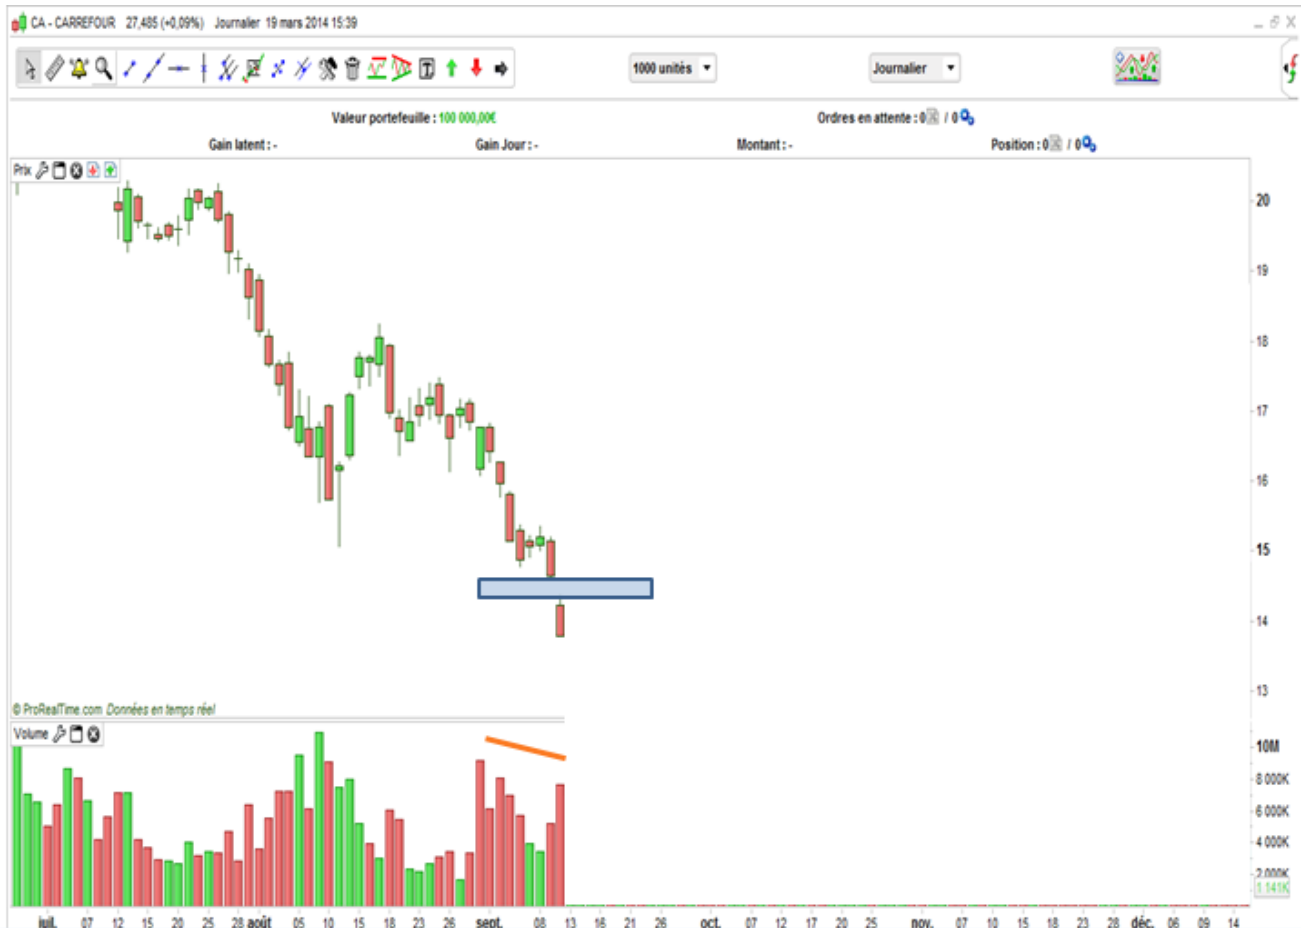 CA - CARREFOUR 27,485 (+0,09%) Journalier 19 mars 2014 15:39
1000 unités Journalier
Valeur portefeuille : 100 000,00€ Ordres en attente : 0 / 0
Gain latent : - Gain Jour : - Montant : - Position : 0 / 0
Prix
20
19
18
17
16
15
14
13
© ProRealTime.com Données en temps réel
Volume
10M
8 000K
6 000K
4 000K
2 000K
1 141K
juil. 07 12 15 20 25 28 août 05 10 15 18 23 26 sept. 08 13 16 21 26 oct. 07 12 17 20 25 nov. 07 10 15 18 23 28 déc. 06 09 14